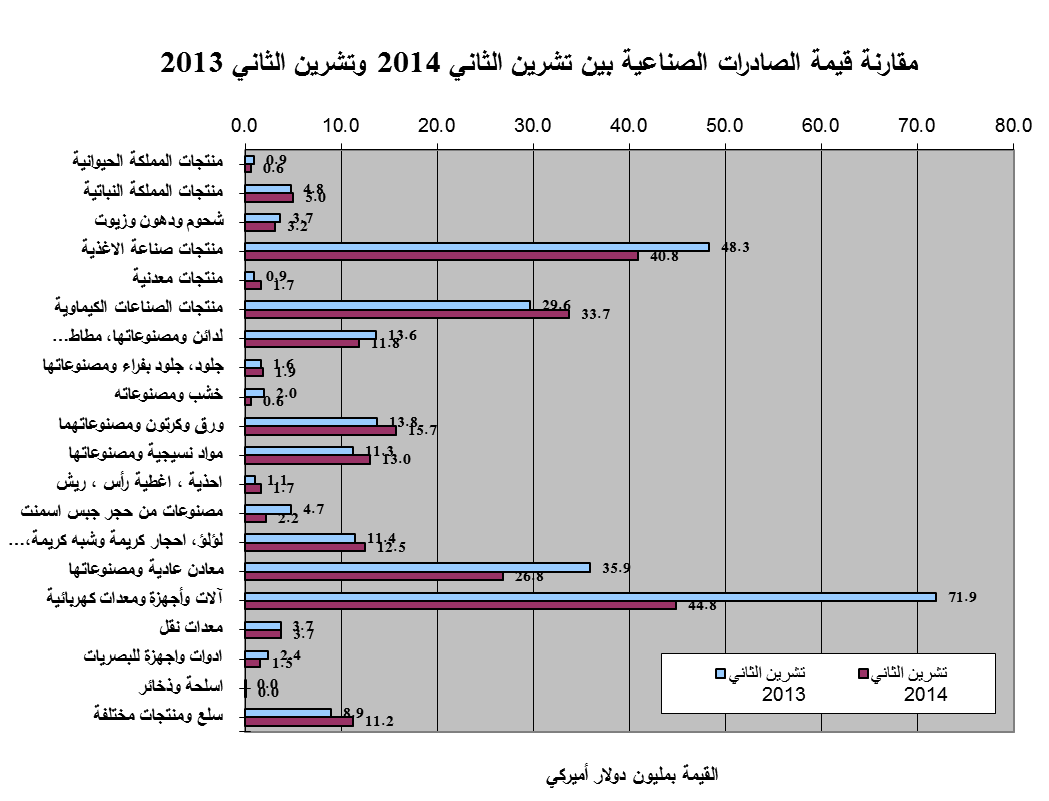 مقارنة قيمة الصادرات الصناعية بين تشرين الثاني 2014 وتشرين الثاني 2013
0.0 10.0 20.0 30.0 40.0 50.0 60.0 70.0 80.0
منتجات المملكة الحيوانية 0.9 0.6
منتجات المملكة النباتية 4.8 5.0
شحوم ودهون وزيوت 3.7 3.2
منتجات صناعة الاغذية 48.3 40.8
منتجات معدنية 0.9 1.7
منتجات الصناعات الكيماوية 29.6 33.7
لدائن ومصنوعاتها، مطاط... 13.6 11.8
جلود، جلود بفراء ومصنوعاتها 1.6 1.9
خشب ومصنوعاته 2.0 0.6
ورق وكرتون ومصنوعاتهما 13.8 15.7
مواد نسيجية ومصنوعاتها 11.3 13.0
احذية ، اغطية رأس ، ريش 1.1 1.7
مصنوعات من حجر جبس اسمنت 4.7 2.2
لؤلؤ، احجار كريمة وشبه كريمة،... 11.4 12.5
معادن عادية ومصنوعاتها 35.9 26.8
آلات وأجهزة ومعدات كهربائية 71.9 44.8
معدات نقل 3.7 3.7
ادوات واجهزة للبصريات 2.4 1.5
اسلحة وذخائر 0.0 0.0
سلع ومنتجات مختلفة 8.9 11.2
تشرين الثاني 2013
تشرين الثاني 2014
القيمة بمليون دولار أميركي